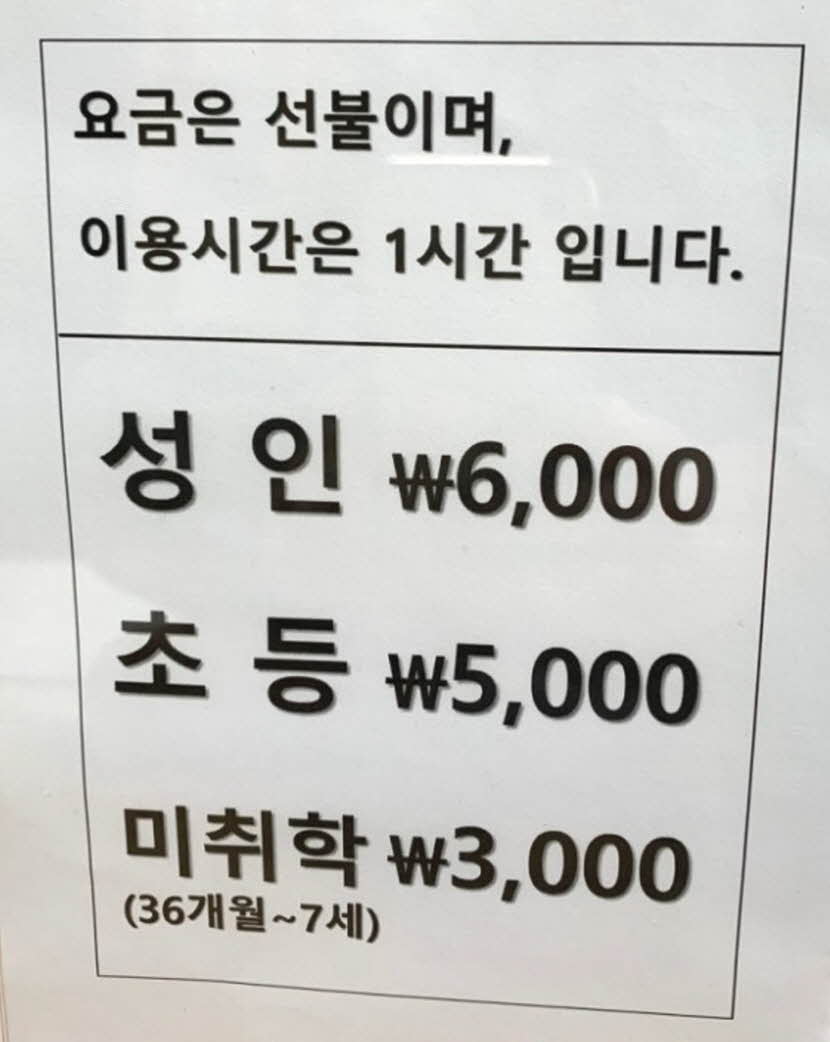 요금은 선불이며,
이용시간은 1시간 입니다.
성 인 ₩6,000
초 등 ₩5,000
미취학 ₩3,000
(36개월~7세)